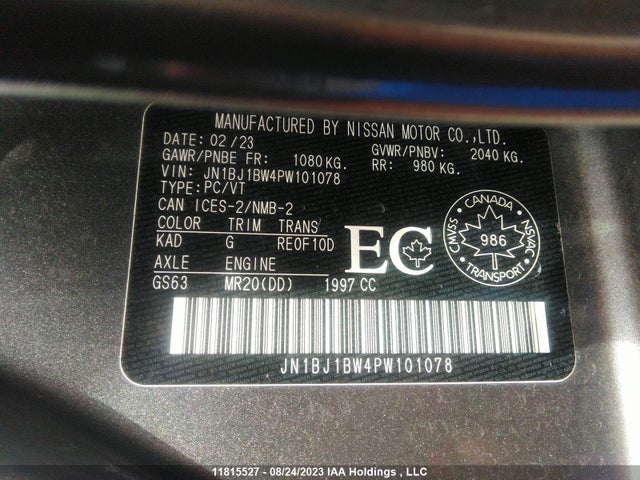 MANUFACTURED BY NISSAN MOTOR CO.,LTD.
DATE: 02/23 GVWR/PNBV: 2040 KG.
GAWR/PNBE FR: 1080 KG. RR: 980 KG.
VIN: JN1BJ1BW4PW101078
TYPE: PC/VT
CAN ICES-2/NMB-2
COLOR TRIM TRANS
KAD G RE0F10D
AXLE ENGINE
GS63 MR20(DD) 1997 CC
EC
CANADA
CMVSS 986 NSVAC
TRANSPORT
JN1BJ1BW4PW101078
11815527 - 08/24/2023 IAA Holdings , LLC